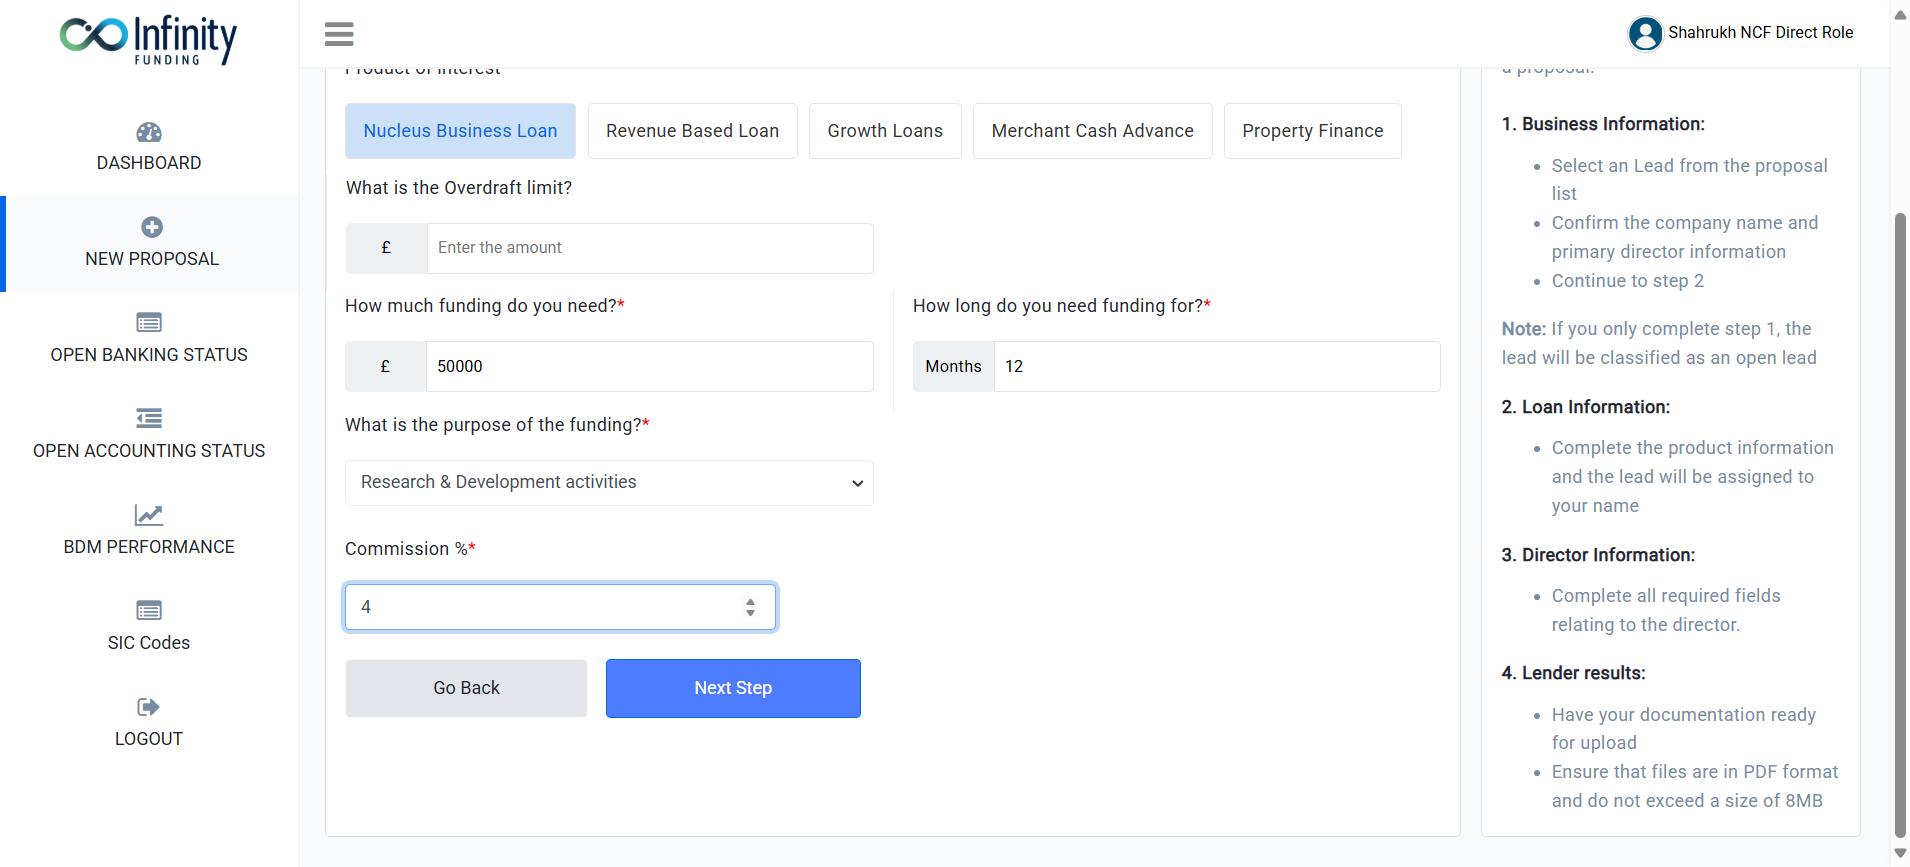 Infinity
FUNDING
Shahrukh NCF Direct Role
DASHBOARD
NEW PROPOSAL
OPEN BANKING STATUS
OPEN ACCOUNTING STATUS
BDM PERFORMANCE
SIC Codes
LOGOUT
Product of Interest
Nucleus Business Loan
Revenue Based Loan
Growth Loans
Merchant Cash Advance
Property Finance
What is the Overdraft limit?
£ Enter the amount
How much funding do you need?*
£ 50000
How long do you need funding for?*
Months 12
What is the purpose of the funding?*
Research & Development activities
Commission %*
4
Go Back
Next Step
a proposal.
1. Business Information:
• Select an Lead from the proposal
list
• Confirm the company name and
primary director information
• Continue to step 2
Note: If you only complete step 1, the
lead will be classified as an open lead
2. Loan Information:
• Complete the product information
and the lead will be assigned to
your name
3. Director Information:
• Complete all required fields
relating to the director.
4. Lender results:
• Have your documentation ready
for upload
• Ensure that files are in PDF format
and do not exceed a size of 8MB